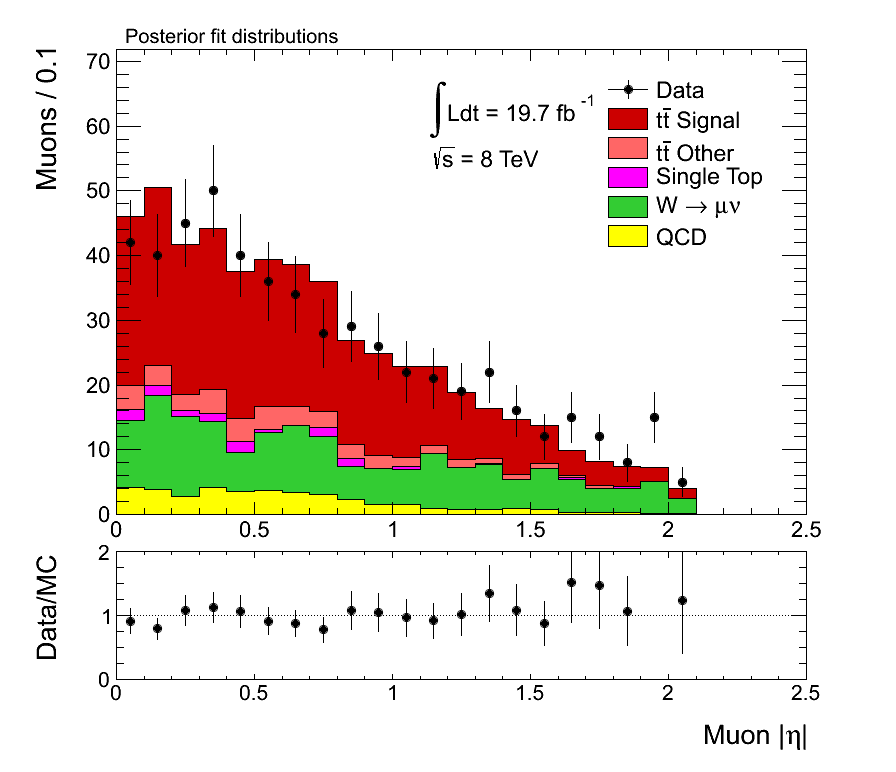 Posterior fit distributions
Muons / 0.1
70
60
50
40
30
20
10
0
∫ Ldt = 19.7 fb⁻¹
√s = 8 TeV
Data
tt̄ Signal
tt̄ Other
Single Top
W → μν
QCD
0 0.5 1 1.5 2 2.5
Data/MC
2
1
0
0 0.5 1 1.5 2 2.5
Muon |η|